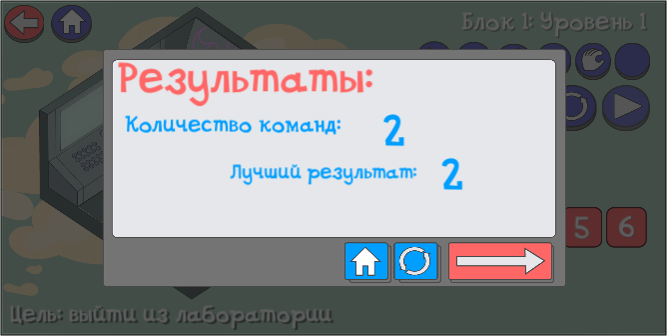 Блок 1: Уровень 1
Результаты:
Количество команд: 2
Лучший результат: 2
5 6
Цель: выйти из лаборатории